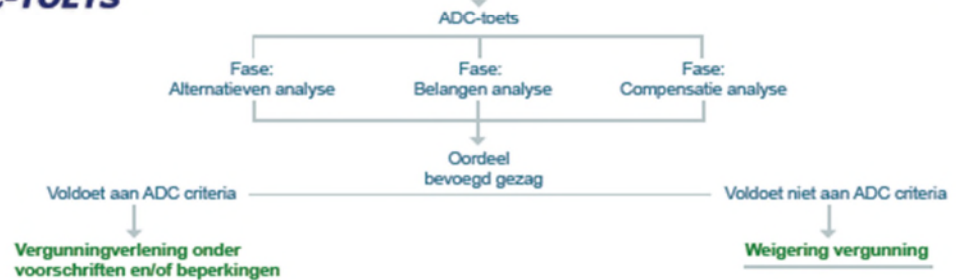 ADC-toets
Fase:
Alternatieven analyse
Fase:
Belangen analyse
Fase:
Compensatie analyse
Oordeel
bevoegd gezag
Voldoet aan ADC criteria
Voldoet niet aan ADC criteria
Vergunningverlening onder
voorschriften en/of beperkingen
Weigering vergunning